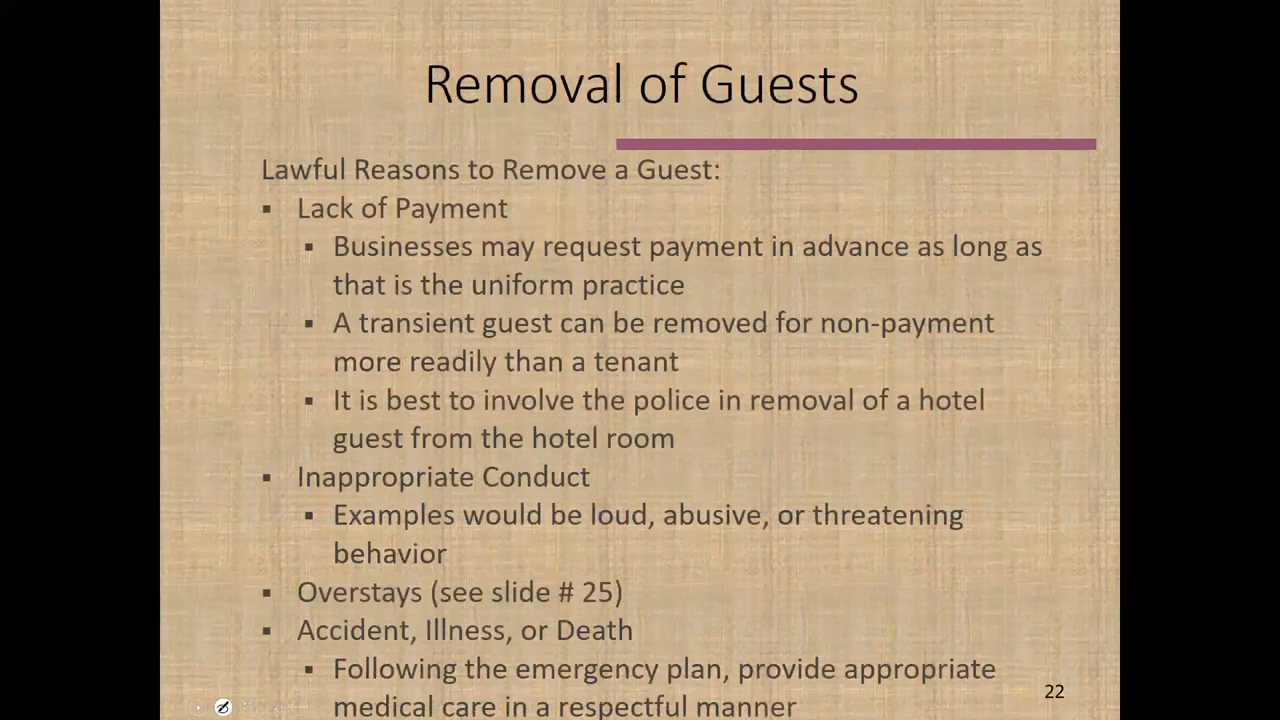 Removal of Guests
Lawful Reasons to Remove a Guest:
▪ Lack of Payment
▪ Businesses may request payment in advance as long as
that is the uniform practice
▪ A transient guest can be removed for non-payment
more readily than a tenant
▪ It is best to involve the police in removal of a hotel
guest from the hotel room
▪ Inappropriate Conduct
▪ Examples would be loud, abusive, or threatening
behavior
▪ Overstays (see slide # 25)
▪ Accident, Illness, or Death
▪ Following the emergency plan, provide appropriate
medical care in a respectful manner
22